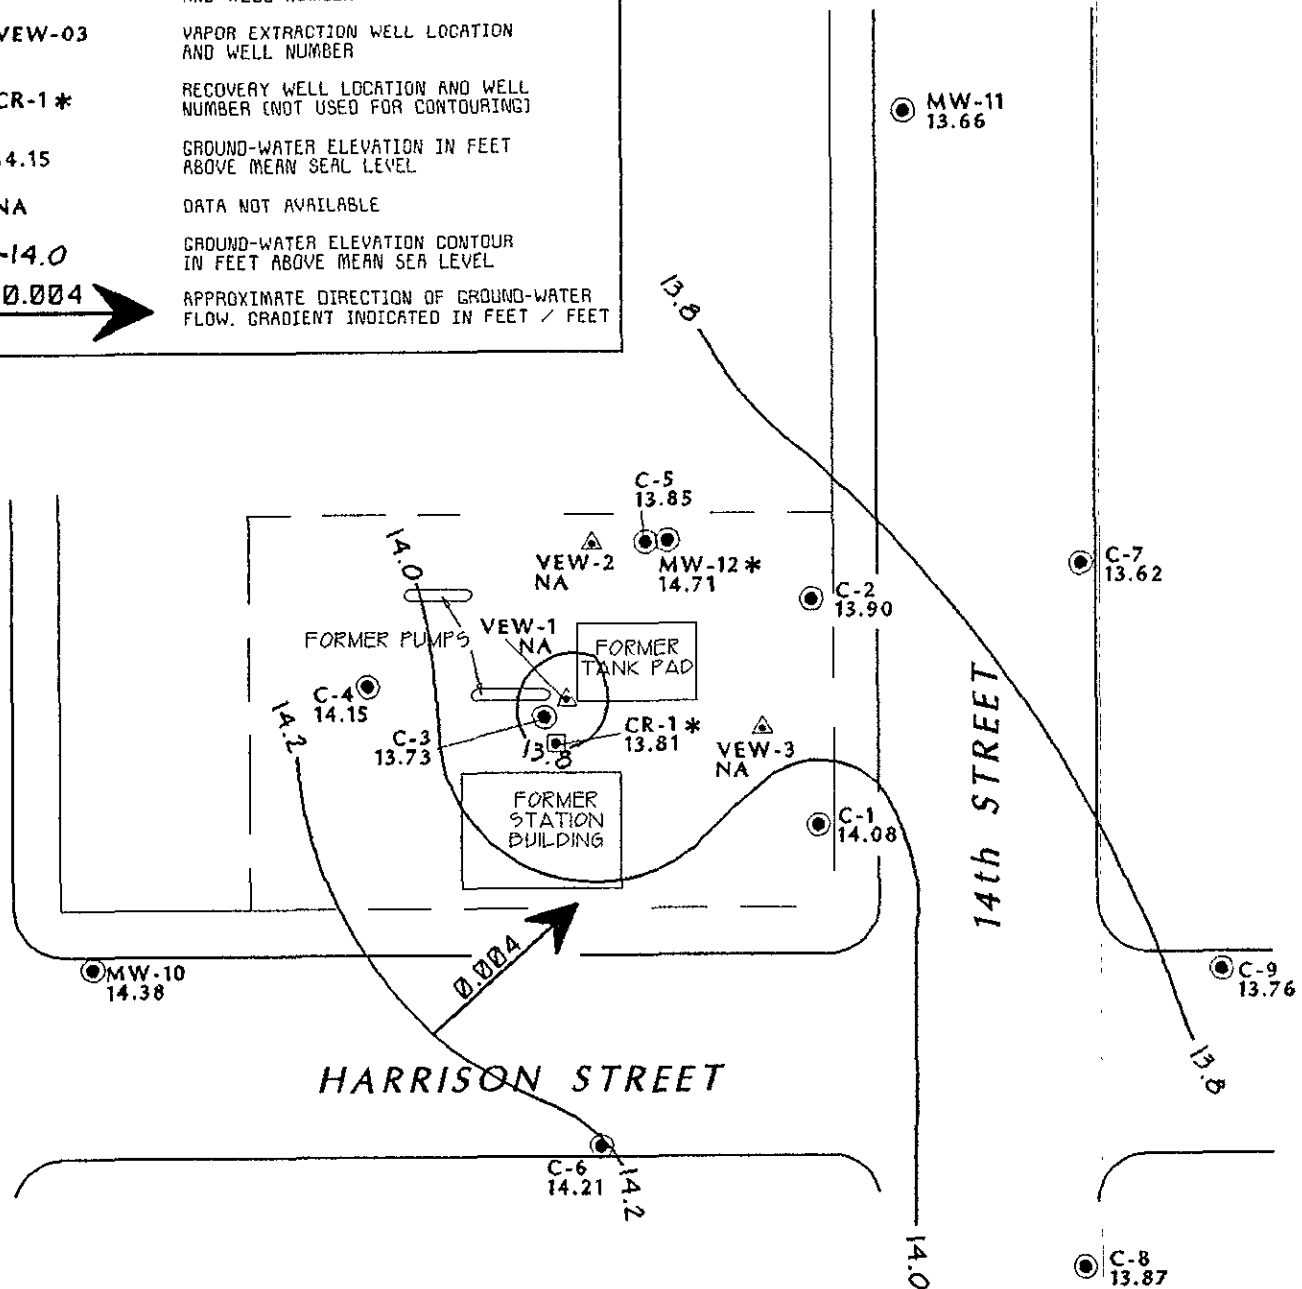 AND WELL NUMBER
VEW-03
VAPOR EXTRACTION WELL LOCATION
AND WELL NUMBER
CR-1 *
RECOVERY WELL LOCATION AND WELL
NUMBER (NOT USED FOR CONTOURING)
4.15
GROUND-WATER ELEVATION IN FEET
ABOVE MEAN SEAL LEVEL
NA
DATA NOT AVAILABLE
14.0
GROUND-WATER ELEVATION CONTOUR
IN FEET ABOVE MEAN SEA LEVEL
0.004
APPROXIMATE DIRECTION OF GROUND-WATER
FLOW. GRADIENT INDICATED IN FEET / FEET
MW-11
13.66
13.8
C-5
13.85
14.0
VEW-2
NA
MW-12 *
14.71
C-7
13.62
C-2
13.90
FORMER PUMPS
VEW-1
NA
FORMER
TANK PAD
C-4
14.15
14.2
C-3
13.73
CR-1 *
13.81
13.8
VEW-3
NA
14th STREET
FORMER
STATION
BUILDING
C-1
14.08
0.004
MW-10
14.38
C-9
13.76
HARRISON STREET
13.8
C-6
14.21
14.2
14.0
C-8
13.87